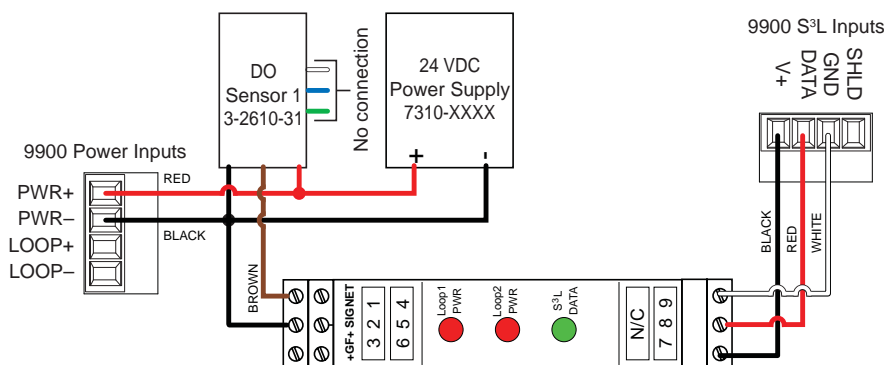 9900 S³L Inputs
V+
DATA
GND
SHLD
DO
Sensor 1
3-2610-31
No connection
24 VDC
Power Supply
7310-XXXX
+
-
9900 Power Inputs
PWR+
PWR–
LOOP+
LOOP–
RED
BLACK
BROWN
BLACK
RED
WHITE
+GF+ SIGNET
3 2 1
6 5 4
Loop1
PWR
Loop2
PWR
S³L
DATA
N/C
7 8 9